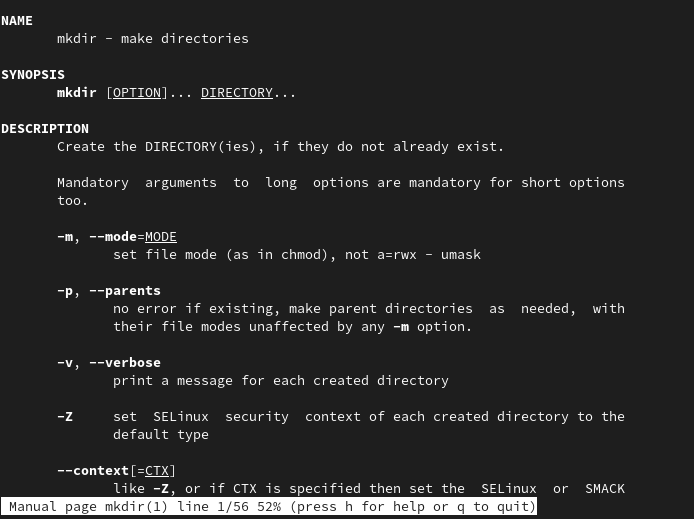 NAME
mkdir - make directories
SYNOPSIS
mkdir [OPTION]... DIRECTORY...
DESCRIPTION
Create the DIRECTORY(ies), if they do not already exist.
Mandatory arguments to long options are mandatory for short options
too.
-m, --mode=MODE
set file mode (as in chmod), not a=rwx - umask
-p, --parents
no error if existing, make parent directories as needed, with
their file modes unaffected by any -m option.
-v, --verbose
print a message for each created directory
-Z set SELinux security context of each created directory to the
default type
--context[=CTX]
like -Z, or if CTX is specified then set the SELinux or SMACK
Manual page mkdir(1) line 1/56 52% (press h for help or q to quit)